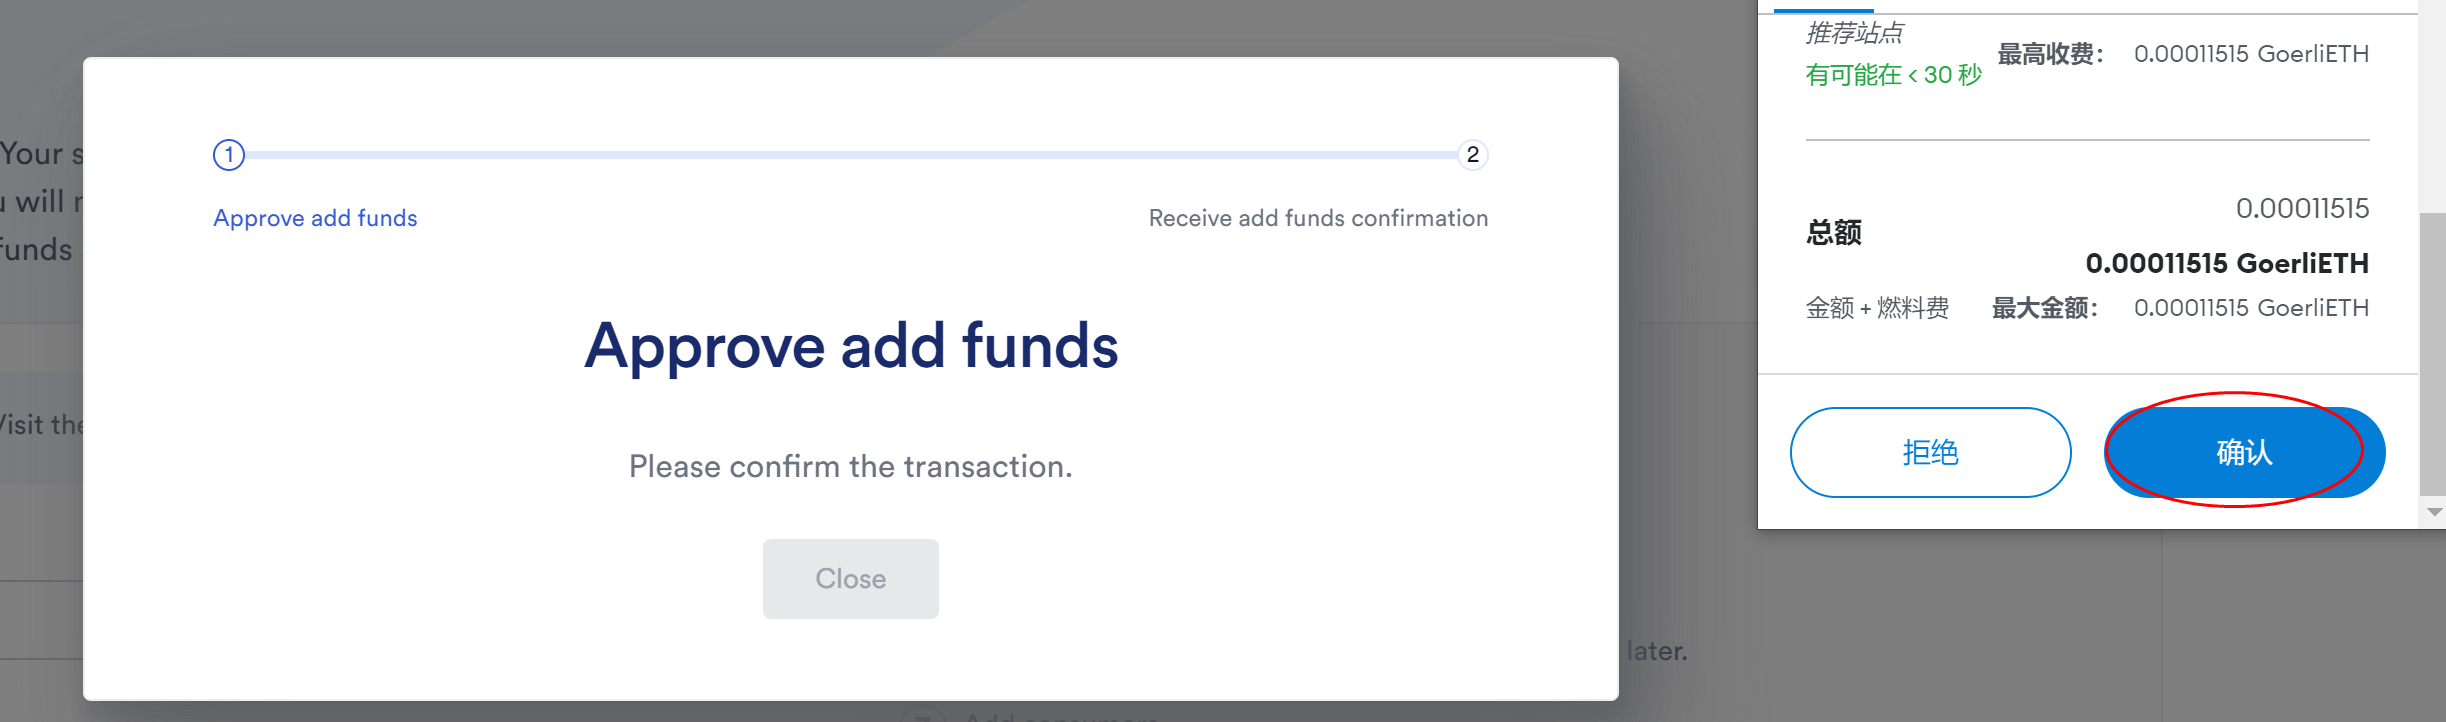 Your s
u will r
funds
Visit the
1
2
Approve add funds
Receive add funds confirmation
Approve add funds
Please confirm the transaction.
Close
later.
推荐站点
有可能在 < 30 秒
最高收费： 0.00011515 GoerliETH
总额
0.00011515
0.00011515 GoerliETH
金额 + 燃料费 最大金额： 0.00011515 GoerliETH
拒绝
确认